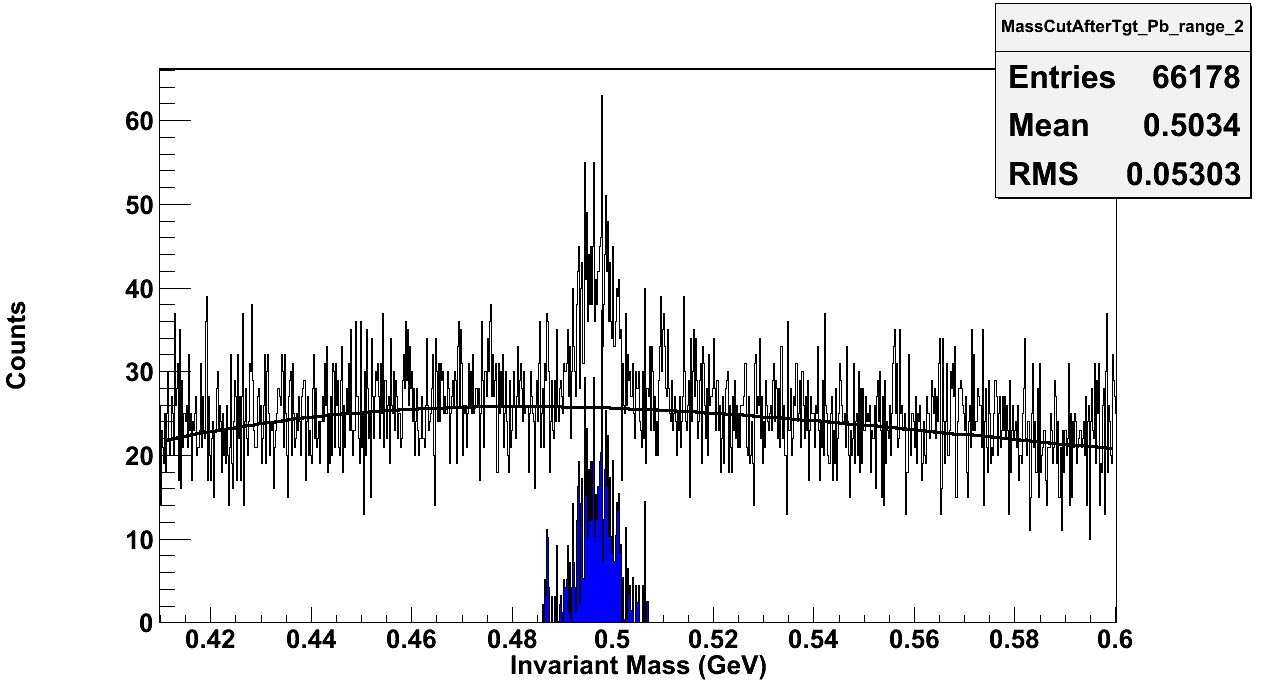 MassCutAfterTgt_Pb_range_2
Entries 66178
Mean 0.5034
RMS 0.05303
60
50
40
30
20
10
0
Counts
0.42 0.44 0.46 0.48 0.5 0.52 0.54 0.56 0.58 0.6
Invariant Mass (GeV)